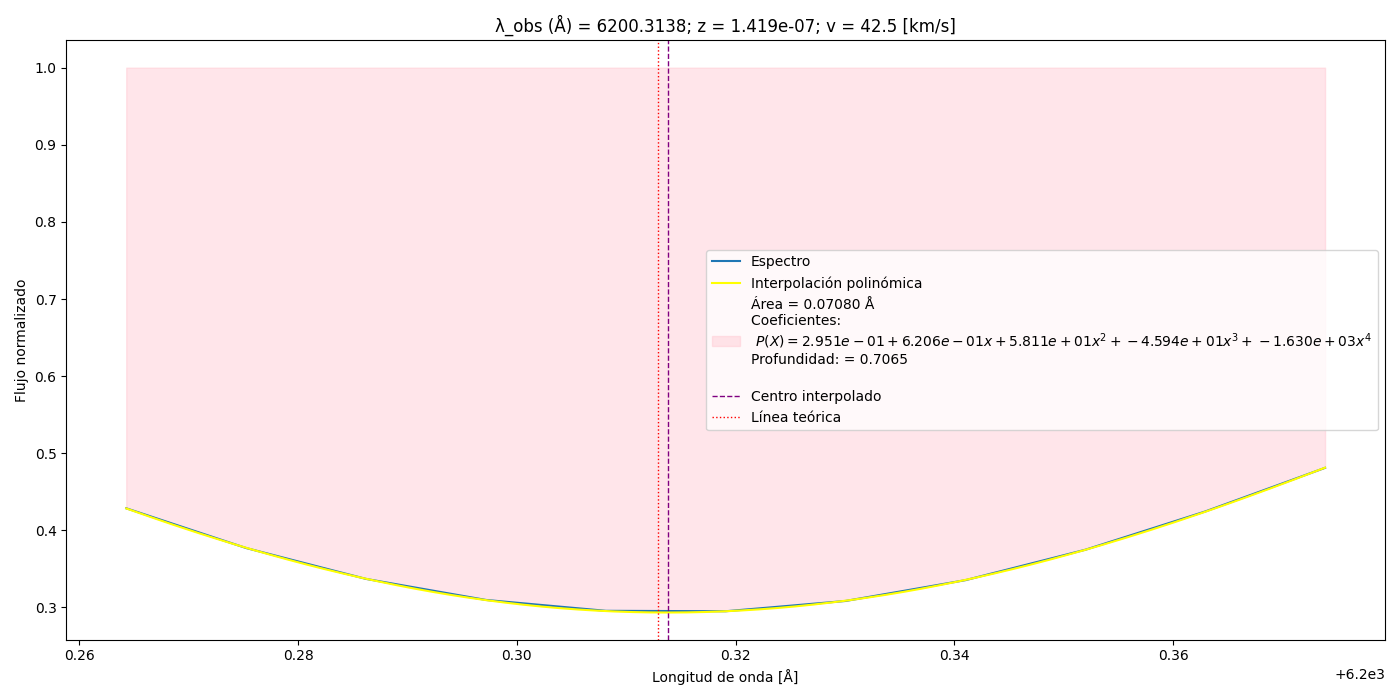 λ_obs (Å) = 6200.3138; z = 1.419e-07; v = 42.5 [km/s]
Flujo normalizado
1.0
0.9
0.8
0.7
0.6
0.5
0.4
0.3
Espectro
Interpolación polinómica
Área = 0.07080 Å
Coeficientes:
P(X) = 2.951e − 01 + 6.206e − 01x + 5.811e + 01x² + −4.594e + 01x³ + −1.630e + 03x⁴
Profundidad: = 0.7065
Centro interpolado
Línea teórica
0.26 0.28 0.30 0.32 0.34 0.36
+6.2e3
Longitud de onda [Å]